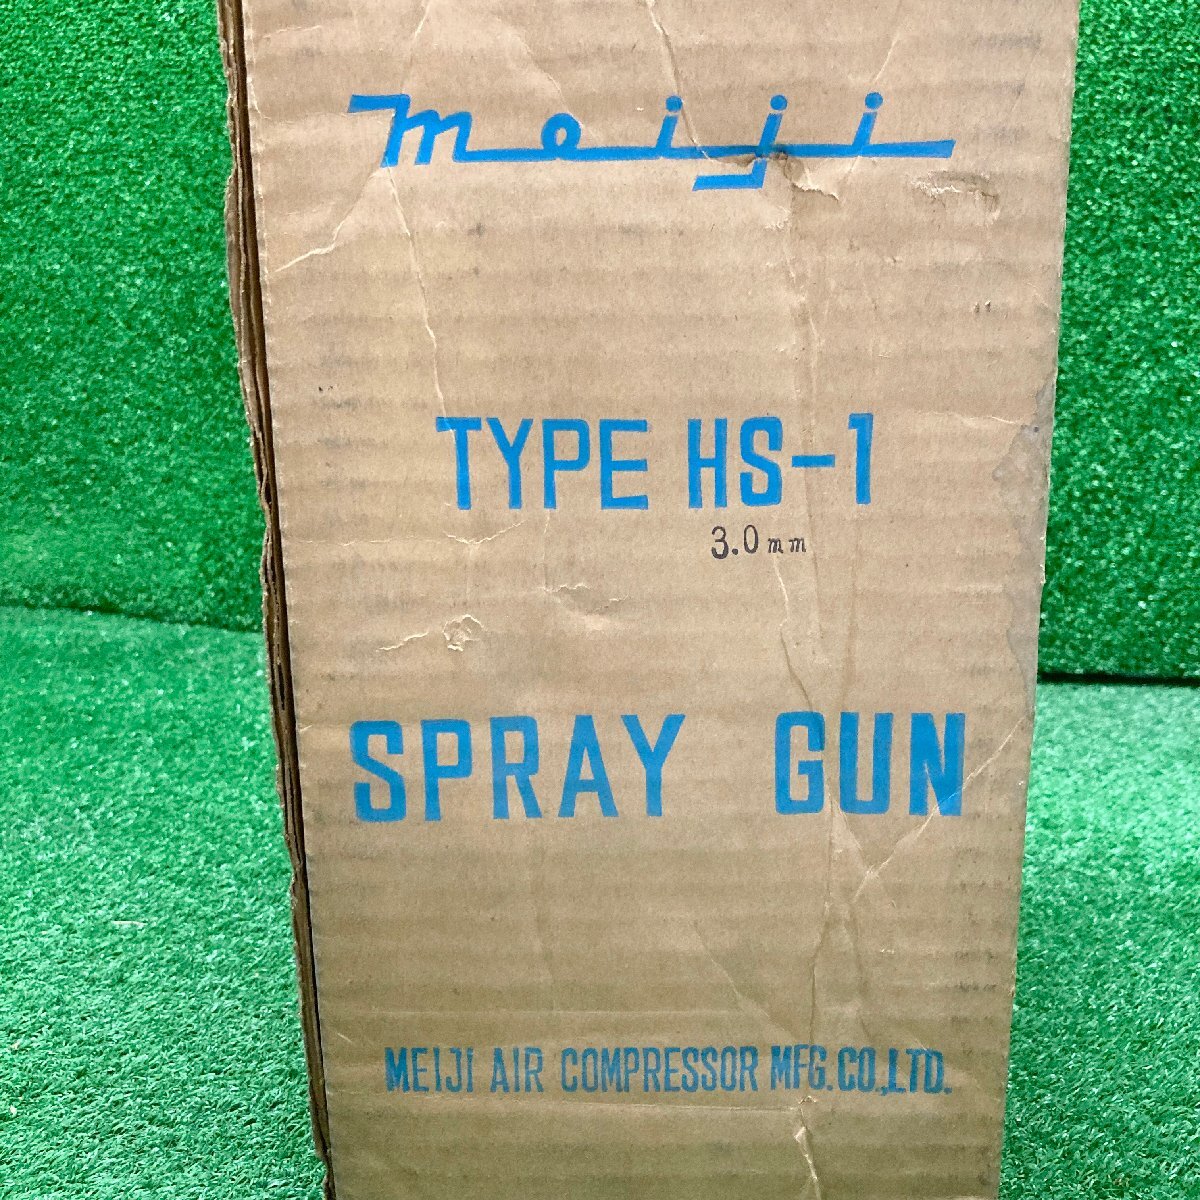 meiji
TYPE HS-1
3.0mm
SPRAY GUN
MEIJI AIR COMPRESSOR MFG.CO.,LTD.